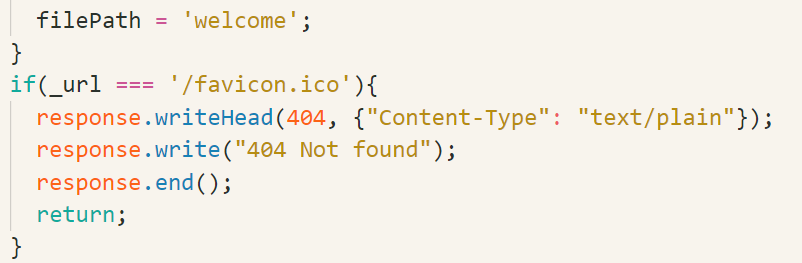 filePath = 'welcome';
}
if(_url === '/favicon.ico'){
response.writeHead(404, {"Content-Type": "text/plain"});
response.write("404 Not found");
response.end();
return;
}